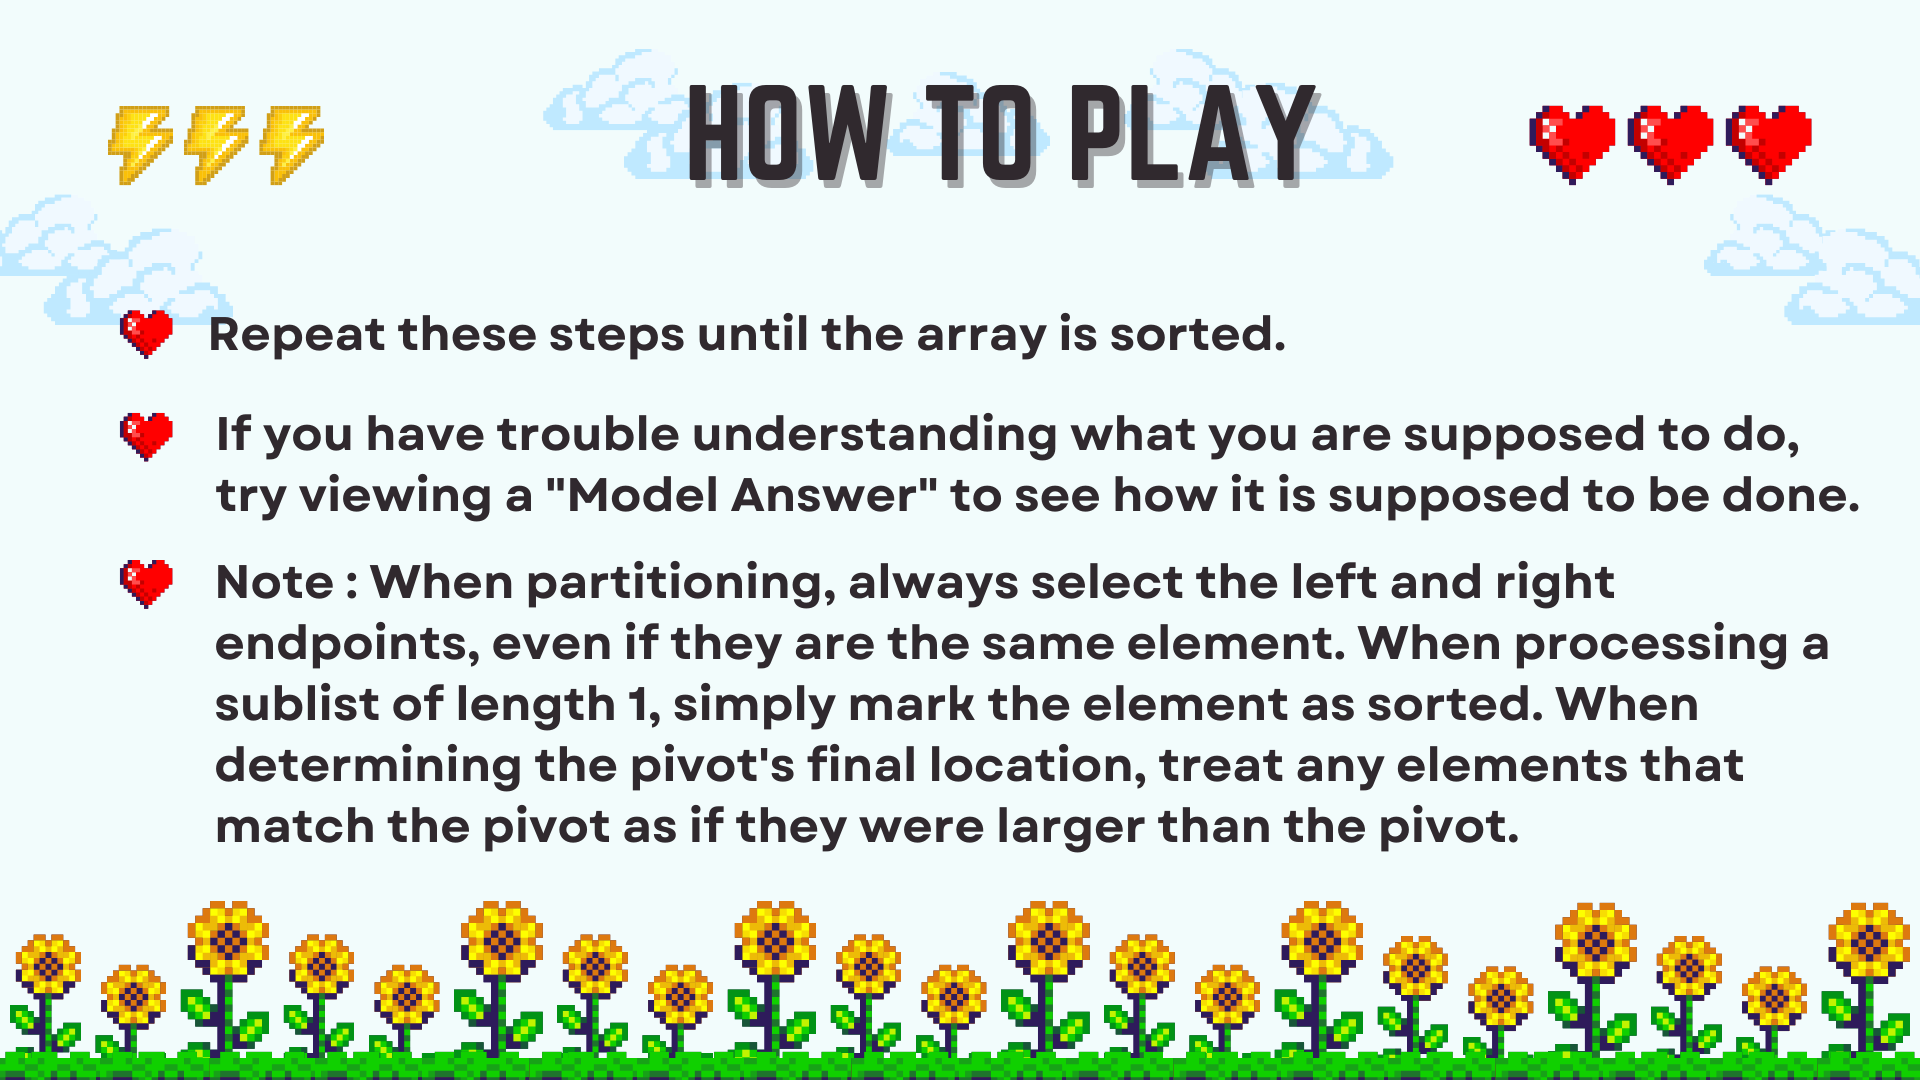 HOW TO PLAY
Repeat these steps until the array is sorted.
If you have trouble understanding what you are supposed to do,
try viewing a "Model Answer" to see how it is supposed to be done.
Note : When partitioning, always select the left and right
endpoints, even if they are the same element. When processing a
sublist of length 1, simply mark the element as sorted. When
determining the pivot's final location, treat any elements that
match the pivot as if they were larger than the pivot.